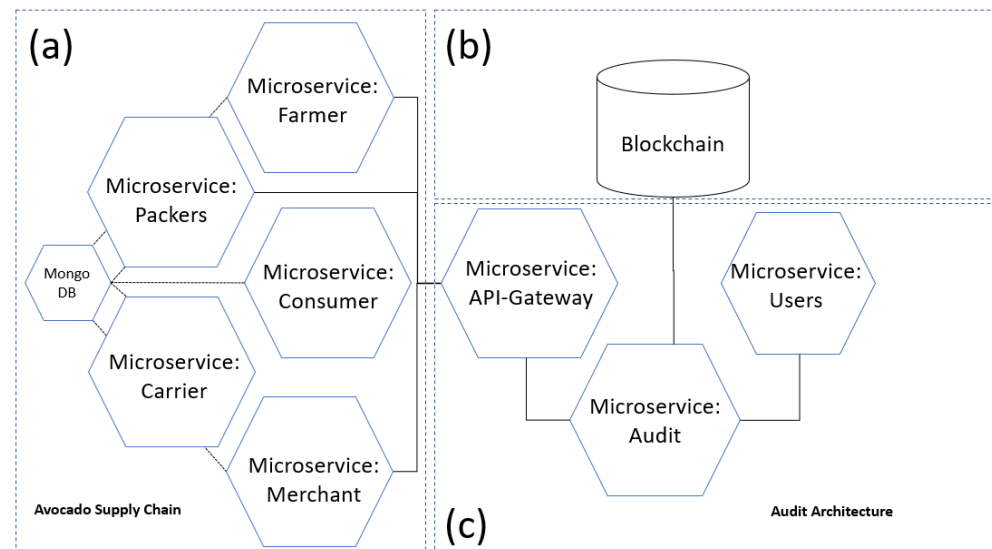 (a)
Microservice:
Farmer
Microservice:
Packers
Mongo
DB
Microservice:
Consumer
Microservice:
Carrier
Microservice:
Merchant
Avocado Supply Chain
(b)
Blockchain
Microservice:
API-Gateway
Microservice:
Users
Microservice:
Audit
(c)
Audit Architecture